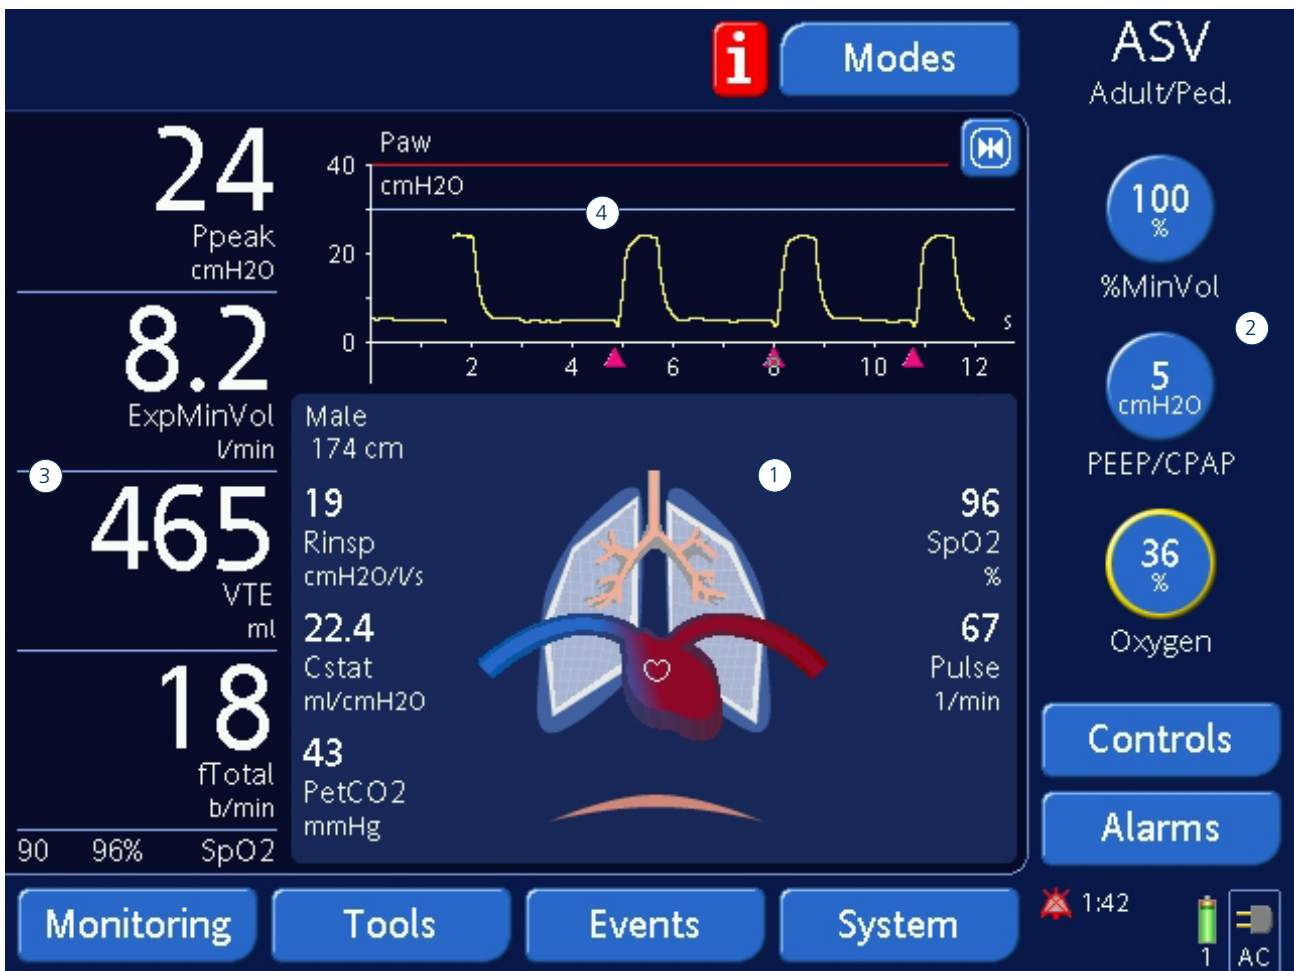 i
Modes
ASV
Adult/Ped.
24
Ppeak
cmH2O
8.2
ExpMinVol
l/min
3
465
VTE
ml
18
fTotal
b/min
90 96% SpO2
Paw
40
cmH2O
4
20
0
s
2 4 6 8 10 12
Male
174 cm
1
19
Rinsp
cmH2O/l/s
22.4
Cstat
ml/cmH2O
43
PetCO2
mmHg
96
SpO2
%
67
Pulse
1/min
100
%
%MinVol
2
5
cmH2O
PEEP/CPAP
36
%
Oxygen
Controls
Alarms
Monitoring
Tools
Events
System
1:42
1
AC